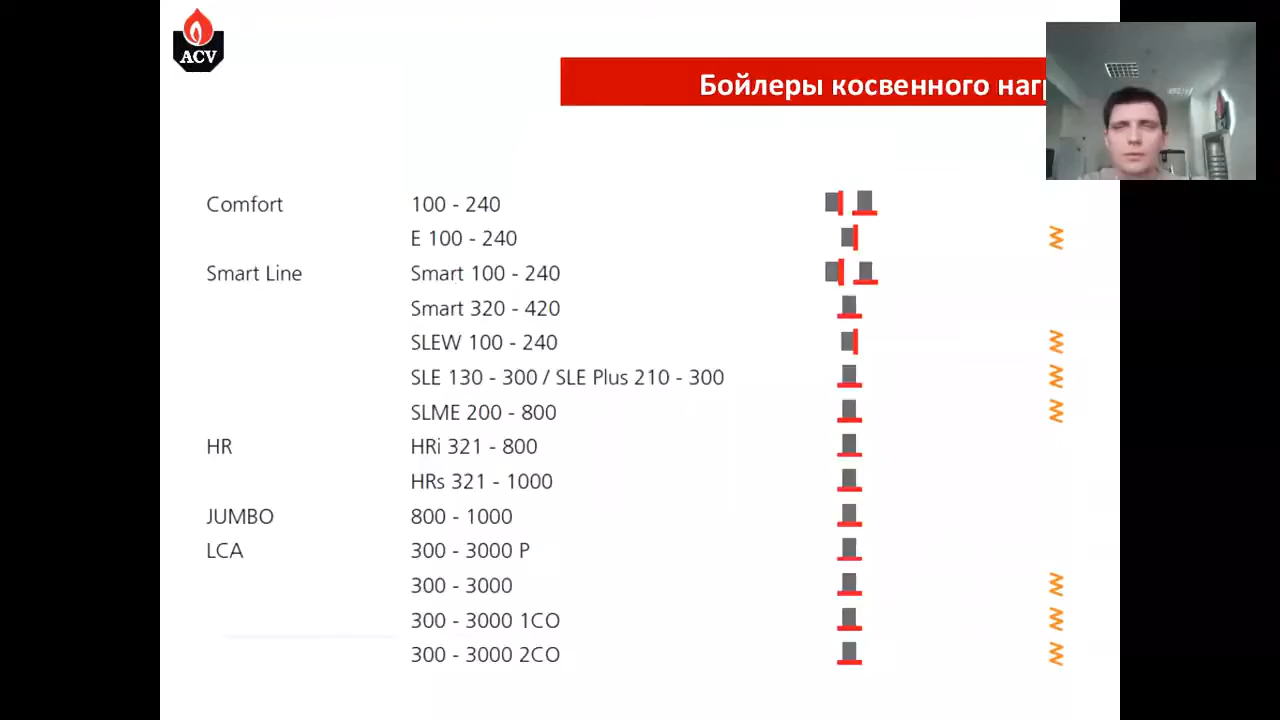 ACV
Бойлеры косвенного
Comfort 100 - 240
E 100 - 240
Smart Line Smart 100 - 240
Smart 320 - 420
SLEW 100 - 240
SLE 130 - 300 / SLE Plus 210 - 300
SLME 200 - 800
HR HRi 321 - 800
HRs 321 - 1000
JUMBO 800 - 1000
LCA 300 - 3000 P
300 - 3000
300 - 3000 1CO
300 - 3000 2CO